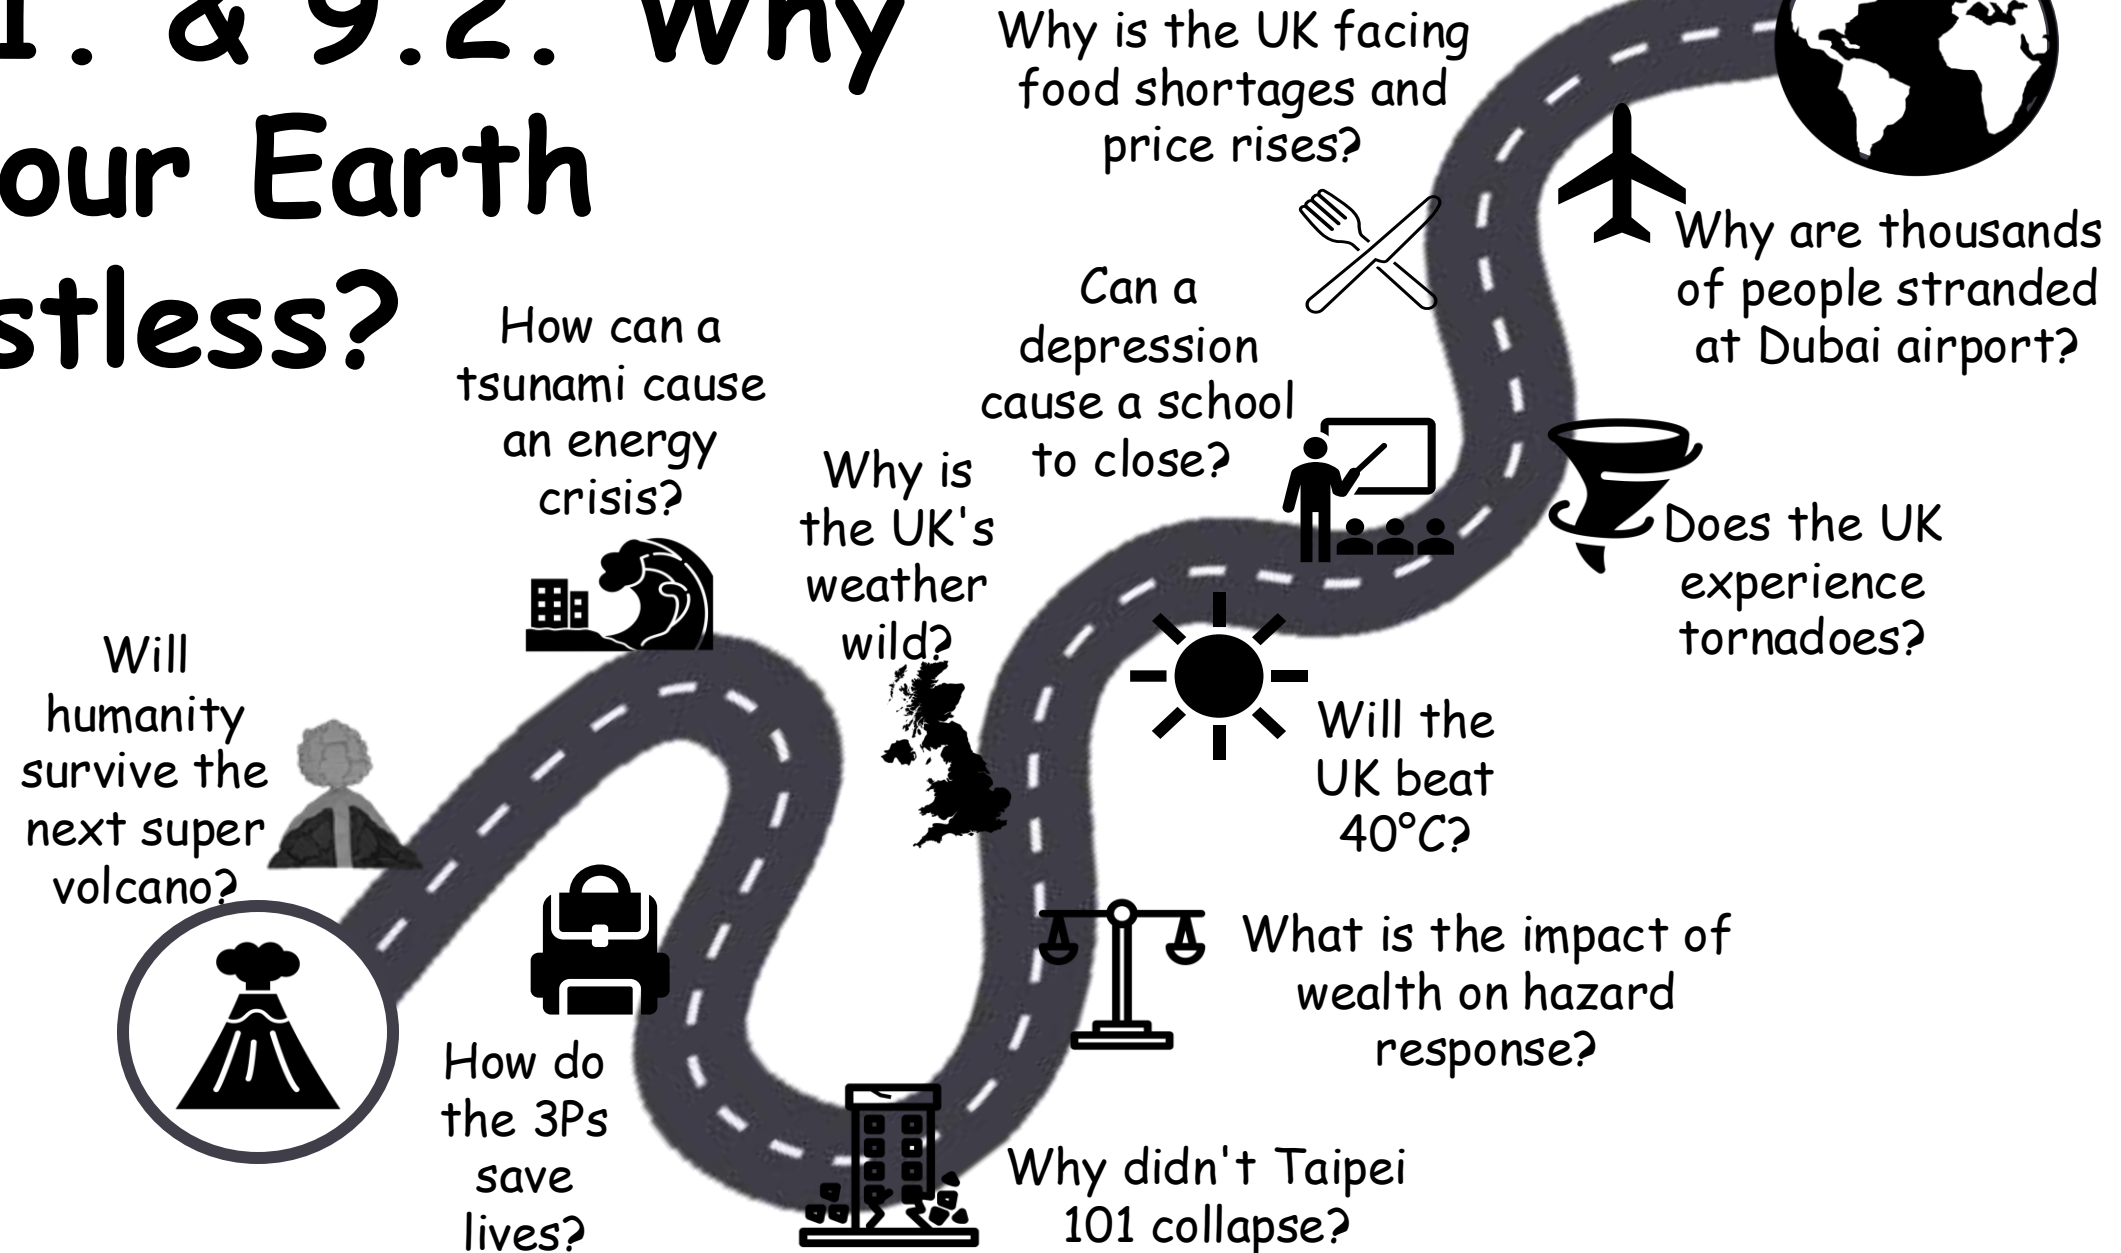 1. & 9.2. Why
our Earth
stless?
Why is the UK facing
food shortages and
price rises?
Why are thousands
of people stranded
at Dubai airport?
Can a
depression
cause a school
to close?
How can a
tsunami cause
an energy
crisis?
Why is
the UK's
weather
wild?
Does the UK
experience
tornadoes?
Will
humanity
survive the
next super
volcano?
Will the
UK beat
40°C?
What is the impact of
wealth on hazard
response?
How do
the 3Ps
save
lives?
Why didn't Taipei
101 collapse?